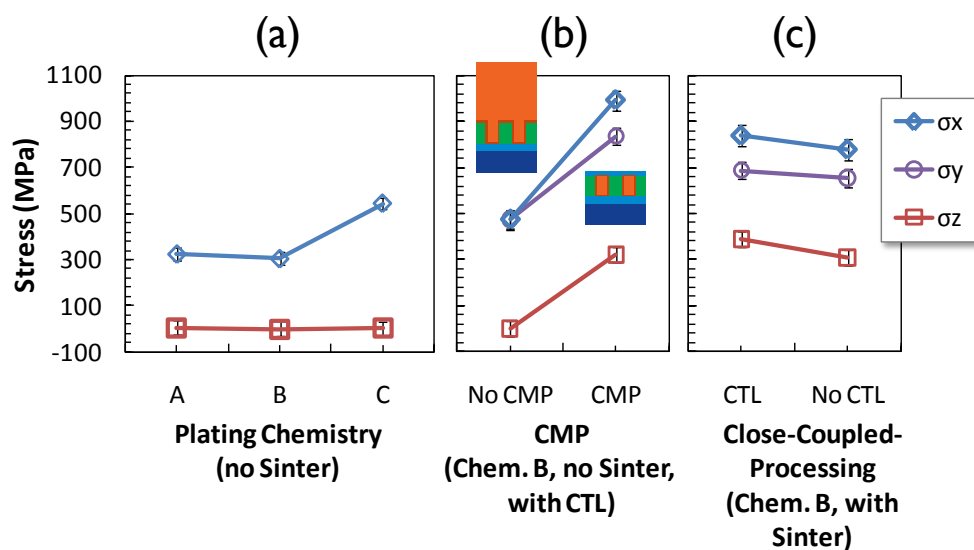 (a)
(b)
(c)
1100
900
700
500
300
100
-100
Stress (MPa)
A
B
C
Plating Chemistry
(no Sinter)
No CMP
CMP
CMP
(Chem. B, no Sinter,
with CTL)
CTL
No CTL
Close-Coupled-
Processing
(Chem. B, with
Sinter)
σx
σy
σz